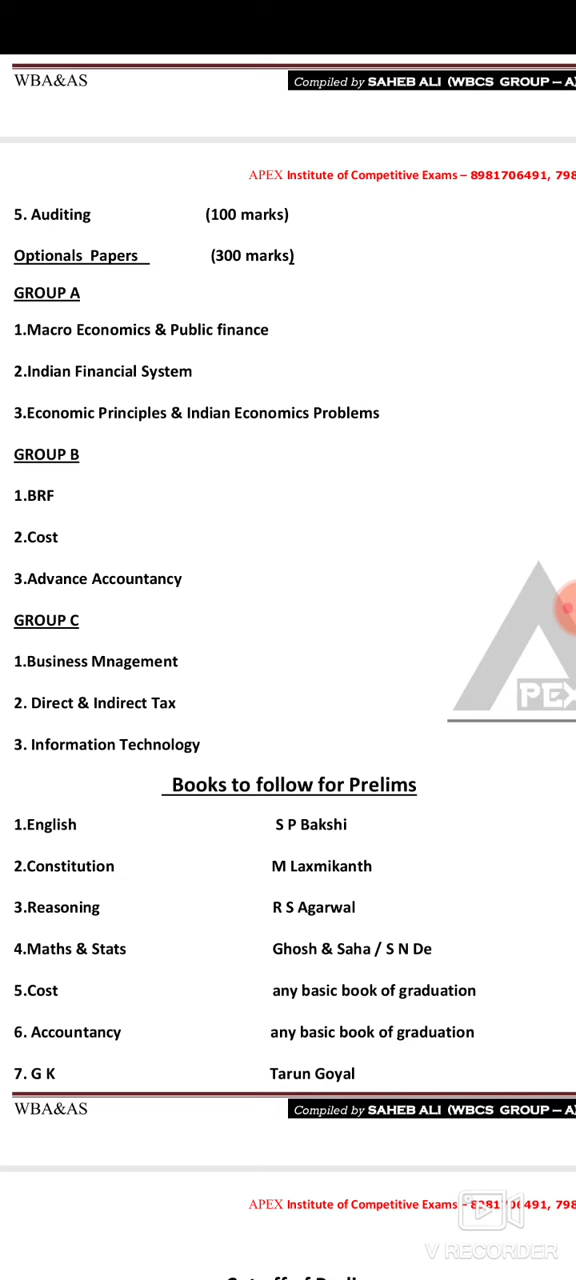 WBA&AS Compiled by SAHEB ALI (WBCS GROUP – A)
APEX Institute of Competitive Exams – 8981706491, 798
5. Auditing (100 marks)
Optionals Papers (300 marks)
GROUP A
1.Macro Economics & Public finance
2.Indian Financial System
3.Economic Principles & Indian Economics Problems
GROUP B
1.BRF
2.Cost
3.Advance Accountancy
GROUP C
1.Business Mnagement
2. Direct & Indirect Tax
3. Information Technology
PEX
Books to follow for Prelims
1.English S P Bakshi
2.Constitution M Laxmikanth
3.Reasoning R S Agarwal
4.Maths & Stats Ghosh & Saha / S N De
5.Cost any basic book of graduation
6. Accountancy any basic book of graduation
7. G K Tarun Goyal
WBA&AS Compiled by SAHEB ALI (WBCS GROUP – A)
APEX Institute of Competitive Exams – 8981706491, 798
V RECORDER